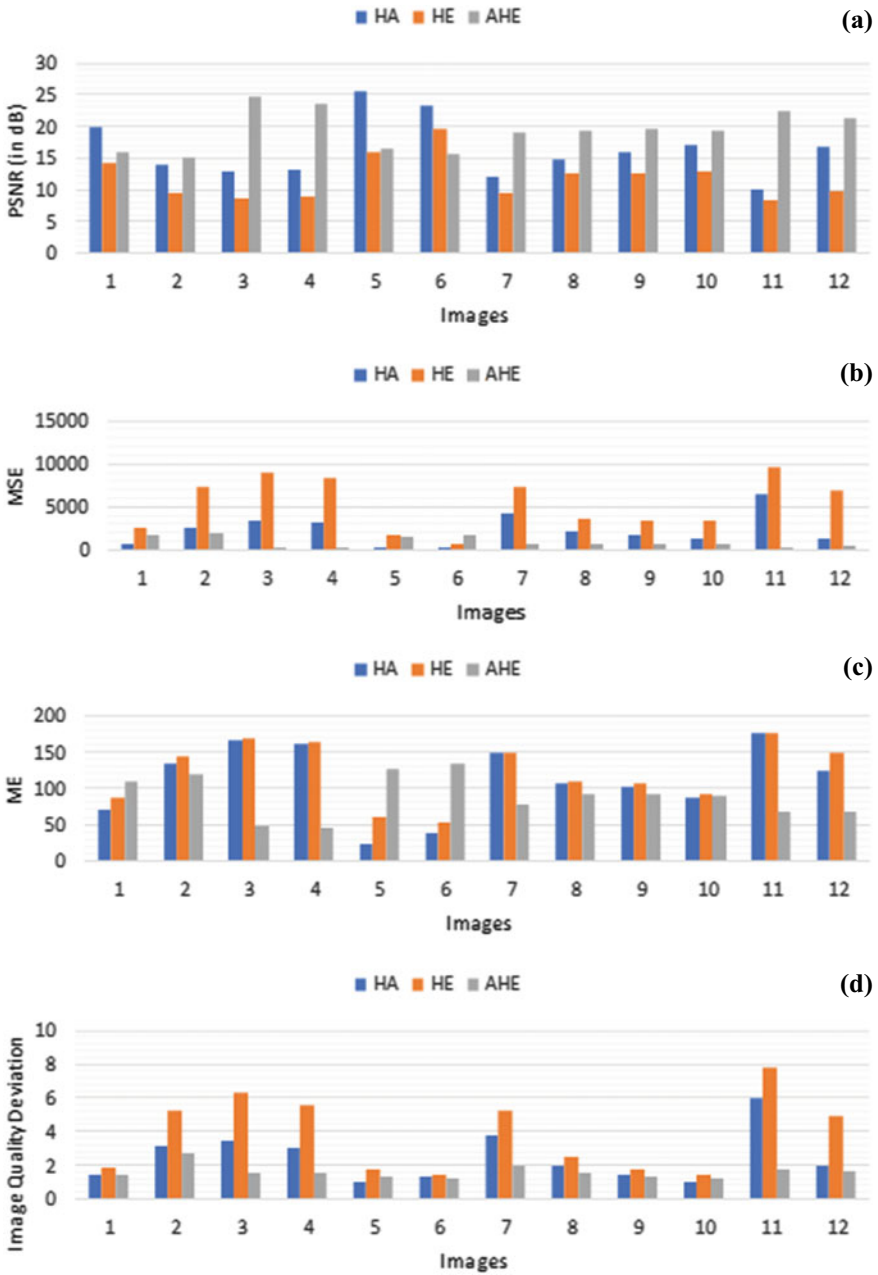 HA HE AHE
(a)
30
25
20
15
10
5
0
PSNR (in dB)
1 2 3 4 5 6 7 8 9 10 11 12
Images
HA HE AHE
(b)
15000
10000
5000
0
MSE
1 2 3 4 5 6 7 8 9 10 11 12
Images
HA HE AHE
(c)
200
150
100
50
0
ME
1 2 3 4 5 6 7 8 9 10 11 12
Images
HA HE AHE
(d)
10
8
6
4
2
0
Image Quality Deviation
1 2 3 4 5 6 7 8 9 10 11 12
Images